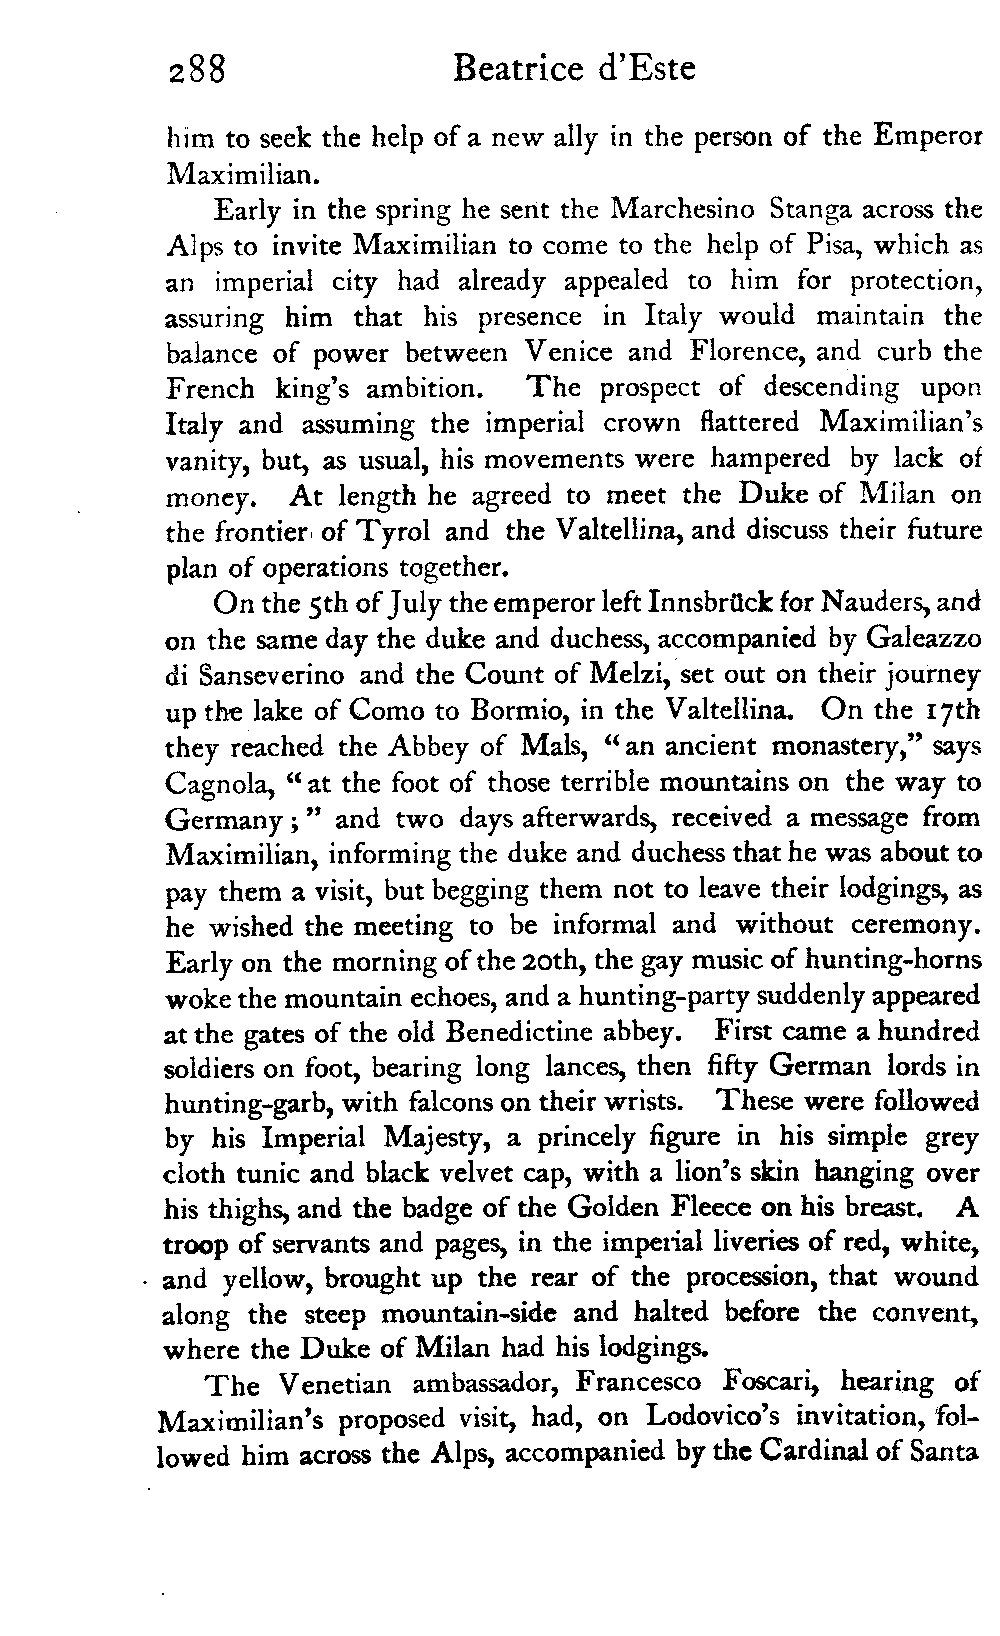 288 Beatrice d'Este
him to seek the help of a new ally in the person of the Emperor
Maximilian.
Early in the spring he sent the Marchesino Stanga across the
Alps to invite Maximilian to come to the help of Pisa, which as
an imperial city had already appealed to him for protection,
assuring him that his presence in Italy would maintain the
balance of power between Venice and Florence, and curb the
French king's ambition. The prospect of descending upon
Italy and assuming the imperial crown flattered Maximilian's
vanity, but, as usual, his movements were hampered by lack of
money. At length he agreed to meet the Duke of Milan on
the frontier of Tyrol and the Valtellina, and discuss their future
plan of operations together.
On the 5th of July the emperor left Innsbrück for Nauders, and
on the same day the duke and duchess, accompanied by Galeazzo
di Sanseverino and the Count of Melzi, set out on their journey
up the lake of Como to Bormio, in the Valtellina. On the 17th
they reached the Abbey of Mals, "an ancient monastery," says
Cagnola, "at the foot of those terrible mountains on the way to
Germany;" and two days afterwards, received a message from
Maximilian, informing the duke and duchess that he was about to
pay them a visit, but begging them not to leave their lodgings, as
he wished the meeting to be informal and without ceremony.
Early on the morning of the 20th, the gay music of hunting-horns
woke the mountain echoes, and a hunting-party suddenly appeared
at the gates of the old Benedictine abbey. First came a hundred
soldiers on foot, bearing long lances, then fifty German lords in
hunting-garb, with falcons on their wrists. These were followed
by his Imperial Majesty, a princely figure in his simple grey
cloth tunic and black velvet cap, with a lion's skin hanging over
his thighs, and the badge of the Golden Fleece on his breast. A
troop of servants and pages, in the imperial liveries of red, white,
and yellow, brought up the rear of the procession, that wound
along the steep mountain-side and halted before the convent,
where the Duke of Milan had his lodgings.
The Venetian ambassador, Francesco Foscari, hearing of
Maximilian's proposed visit, had, on Lodovico's invitation, fol-
lowed him across the Alps, accompanied by the Cardinal of Santa